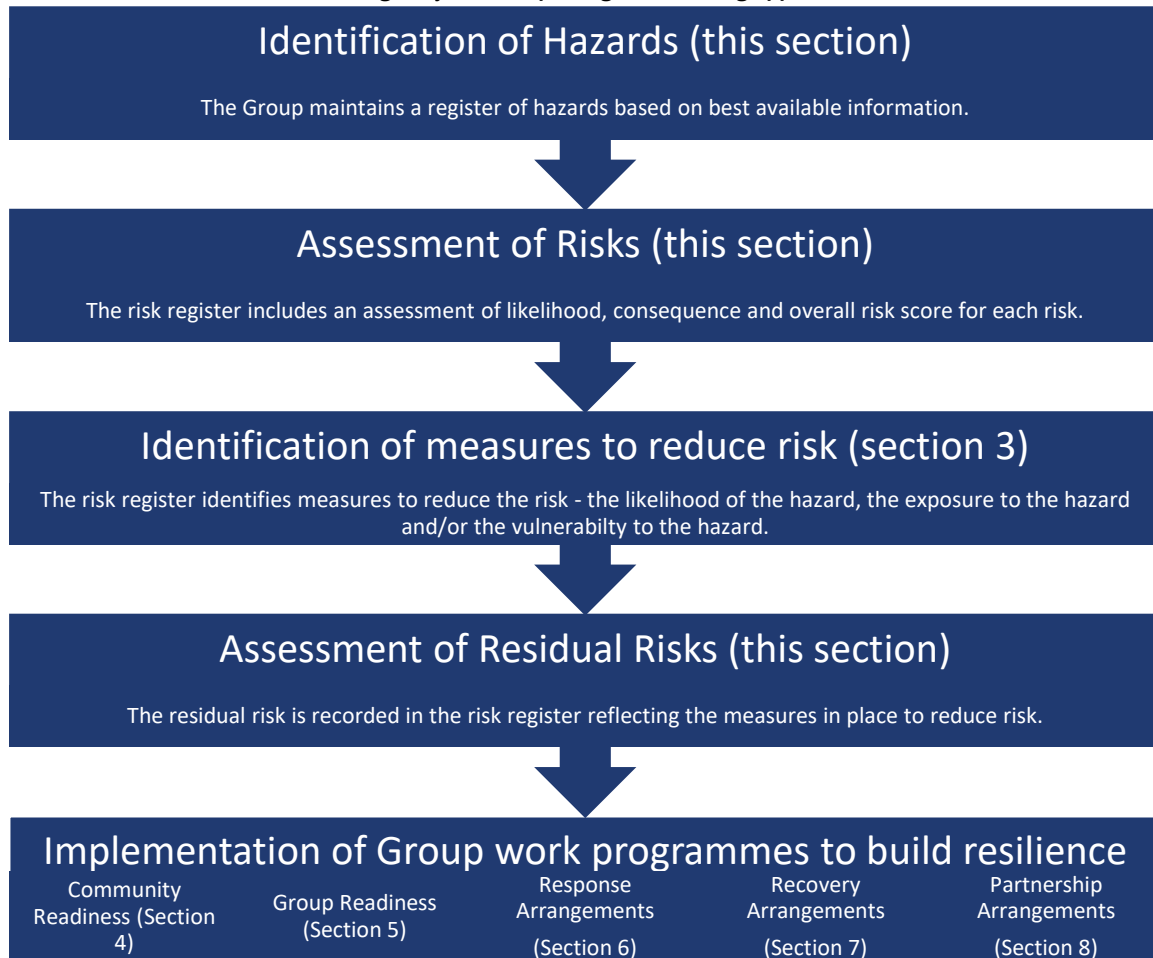 Identification of Hazards (this section)
The Group maintains a register of hazards based on best available information.
Assessment of Risks (this section)
The risk register includes an assessment of likelihood, consequence and overall risk score for each risk.
Identification of measures to reduce risk (section 3)
The risk register identifies measures to reduce the risk - the likelihood of the hazard, the exposure to the hazard
and/or the vulnerabilty to the hazard.
Assessment of Residual Risks (this section)
The residual risk is recorded in the risk register reflecting the measures in place to reduce risk.
Implementation of Group work programmes to build resilience
Community
Readiness (Section
4)
Group Readiness
(Section 5)
Response
Arrangements
(Section 6)
Recovery
Arrangements
(Section 7)
Partnership
Arrangements
(Section 8)